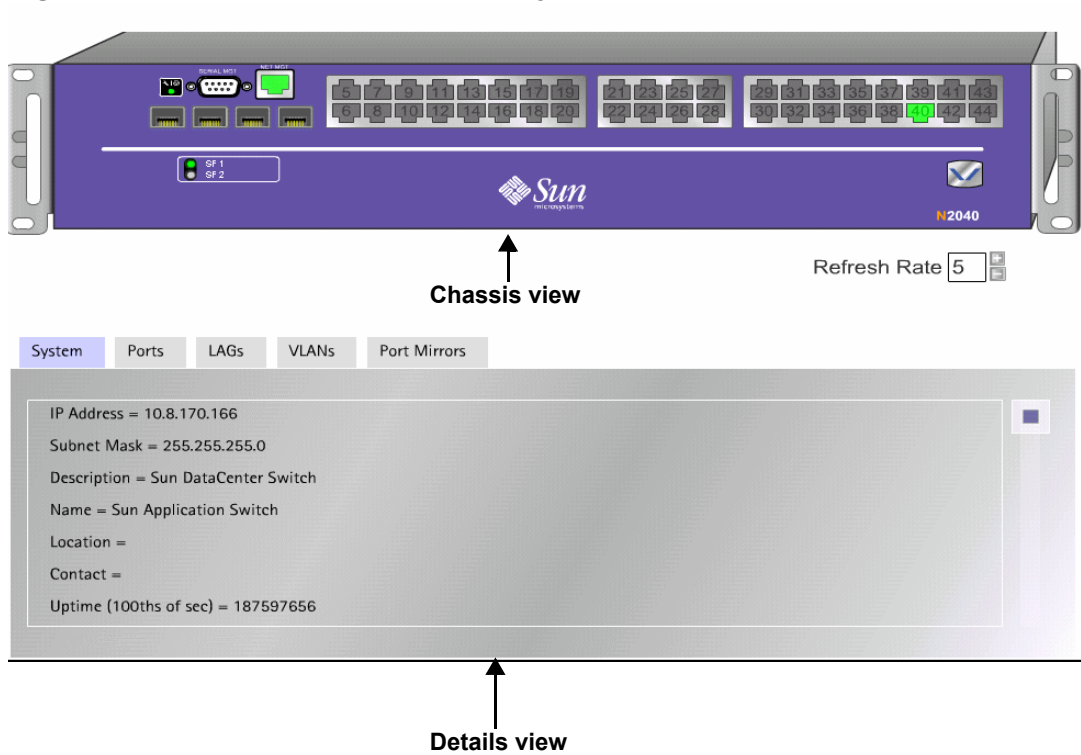 SERIAL MGT NET MGT
5 7 9 11 13 15 17 19 21 23 25 27 29 31 33 35 37 39 41 43
6 8 10 12 14 16 18 20 22 24 26 28 30 32 34 36 38 40 42 44
SF 1
SF 2
Sun
microsystems
N2040
Refresh Rate 5
Chassis view
System Ports LAGs VLANs Port Mirrors
IP Address = 10.8.170.166
Subnet Mask = 255.255.255.0
Description = Sun DataCenter Switch
Name = Sun Application Switch
Location =
Contact =
Uptime (100ths of sec) = 187597656
Details view